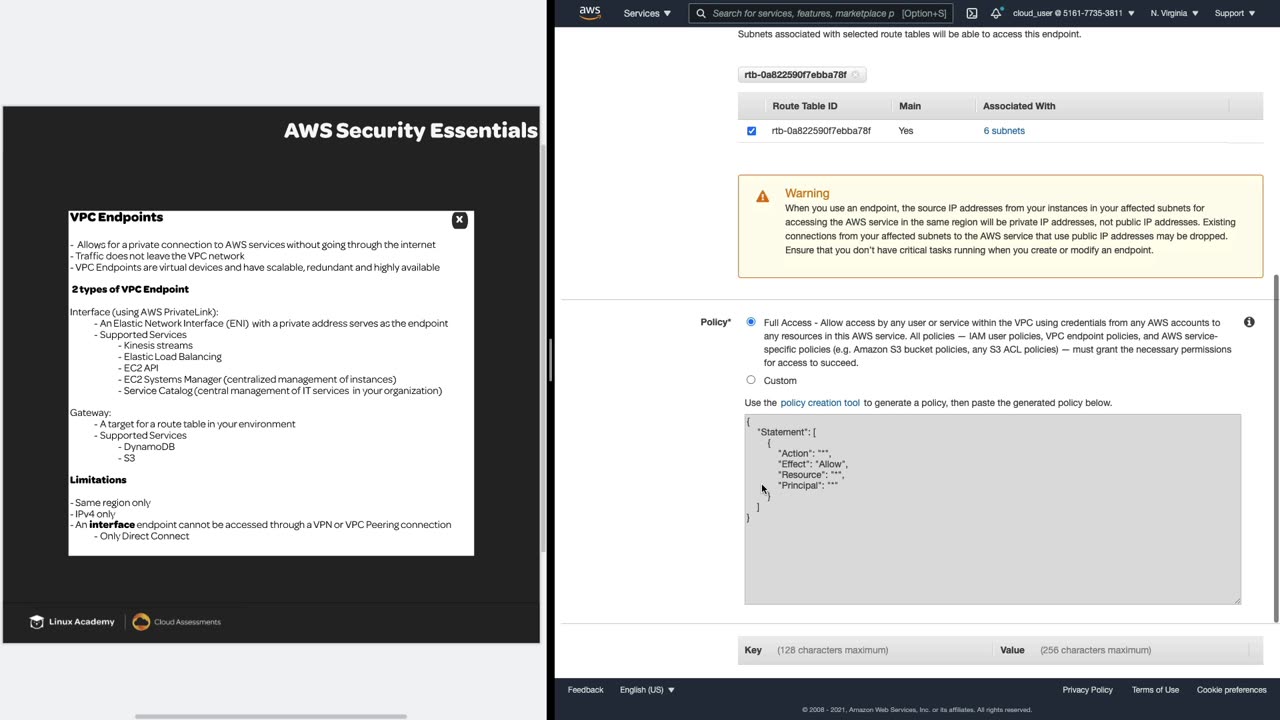 AWS Security Essentials
VPC Endpoints
x
- Allows for a private connection to AWS services without going through the internet
- Traffic does not leave the VPC network
- VPC Endpoints are virtual devices and have scalable, redundant and highly available
2 types of VPC Endpoint
Interface (using AWS PrivateLink):
- An Elastic Network Interface (ENI) with a private address serves as the endpoint
- Supported Services
- Kinesis streams
- Elastic Load Balancing
- EC2 API
- EC2 Systems Manager (centralized management of instances)
- Service Catalog (central management of IT services in your organization)
Gateway:
- A target for a route table in your environment
- Supported Services
- DynamoDB
- S3
Limitations
- Same region only
- IPv4 only
- An interface endpoint cannot be accessed through a VPN or VPC Peering connection
- Only Direct Connect
Linux Academy
Cloud Assessments
aws
Services
Search for services, features, marketplace p [Option+S]
cloud_user @ 5161-7735-3811
N. Virginia
Support
Subnets associated with selected route tables will be able to access this endpoint.
rtb-0a822590f7ebba78f
Route Table ID Main Associated With
rtb-0a822590f7ebba78f Yes 6 subnets
Warning
When you use an endpoint, the source IP addresses from your instances in your affected subnets for
accessing the AWS service in the same region will be private IP addresses, not public IP addresses. Existing
connections from your affected subnets to the AWS service that use public IP addresses may be dropped.
Ensure that you don't have critical tasks running when you create or modify an endpoint.
Policy*
Full Access - Allow access by any user or service within the VPC using credentials from any AWS accounts to
any resources in this AWS service. All policies — IAM user policies, VPC endpoint policies, and AWS service-
specific policies (e.g. Amazon S3 bucket policies, any S3 ACL policies) — must grant the necessary permissions
for access to succeed.
Custom
Use the policy creation tool to generate a policy, then paste the generated policy below.
{
"Statement": [
{
"Action": "*",
"Effect": "Allow",
"Resource": "*",
"Principal": "*"
}
]
}
Key (128 characters maximum) Value (256 characters maximum)
Feedback English (US) Privacy Policy Terms of Use Cookie preferences
© 2008 - 2021, Amazon Web Services, Inc. or its affiliates. All rights reserved.